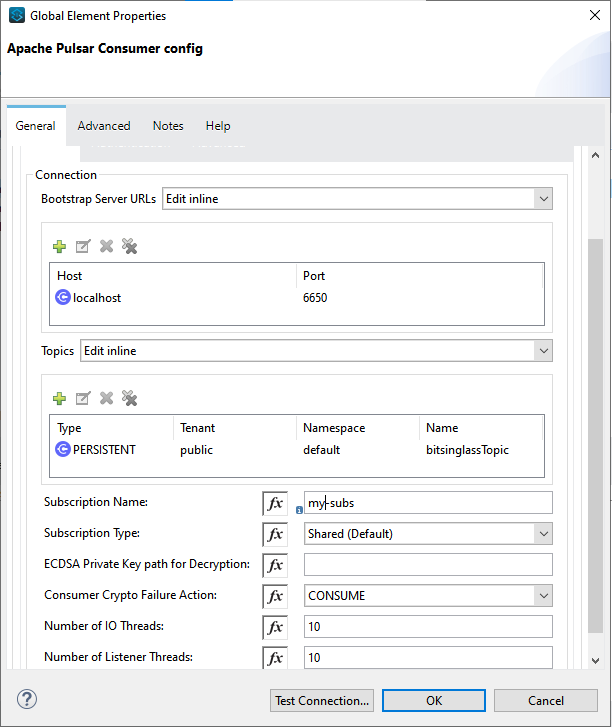 Global Element Properties
Apache Pulsar Consumer config
General Advanced Notes Help
Connection
Bootstrap Server URLs Edit inline
Host Port
localhost 6650
Topics Edit inline
Type Tenant Namespace Name
PERSISTENT public default bitsinglassTopic
Subscription Name: fx my-subs
Subscription Type: fx Shared (Default)
ECDSA Private Key path for Decryption: fx
Consumer Crypto Failure Action: fx CONSUME
Number of IO Threads: fx 10
Number of Listener Threads: fx 10
? Test Connection... OK Cancel